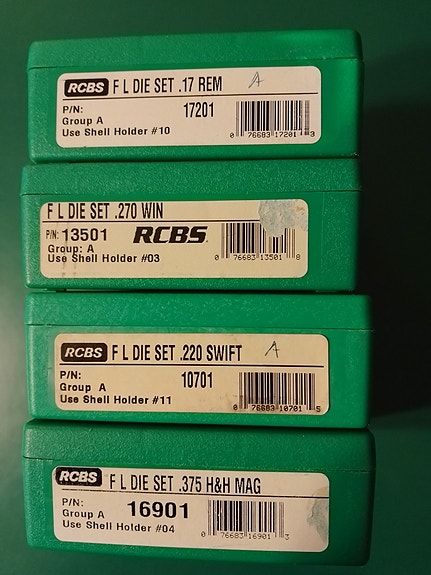 RCBS F L DIE SET .17 REM A
P/N: 17201
Group A
Use Shell Holder #10
0 76683 17201 3
F L DIE SET .270 WIN
P/N: 13501 RCBS.
Group: A
Use Shell Holder #03
0 76683 13501 8
RCBS F L DIE SET .220 SWIFT A
P/N: 10701
Group A
Use Shell Holder #11
0 76683 10701 5
RCBS F L DIE SET .375 H&H MAG
P/N: 16901
Group A
Use Shell Holder #04
0 76683 16901 3